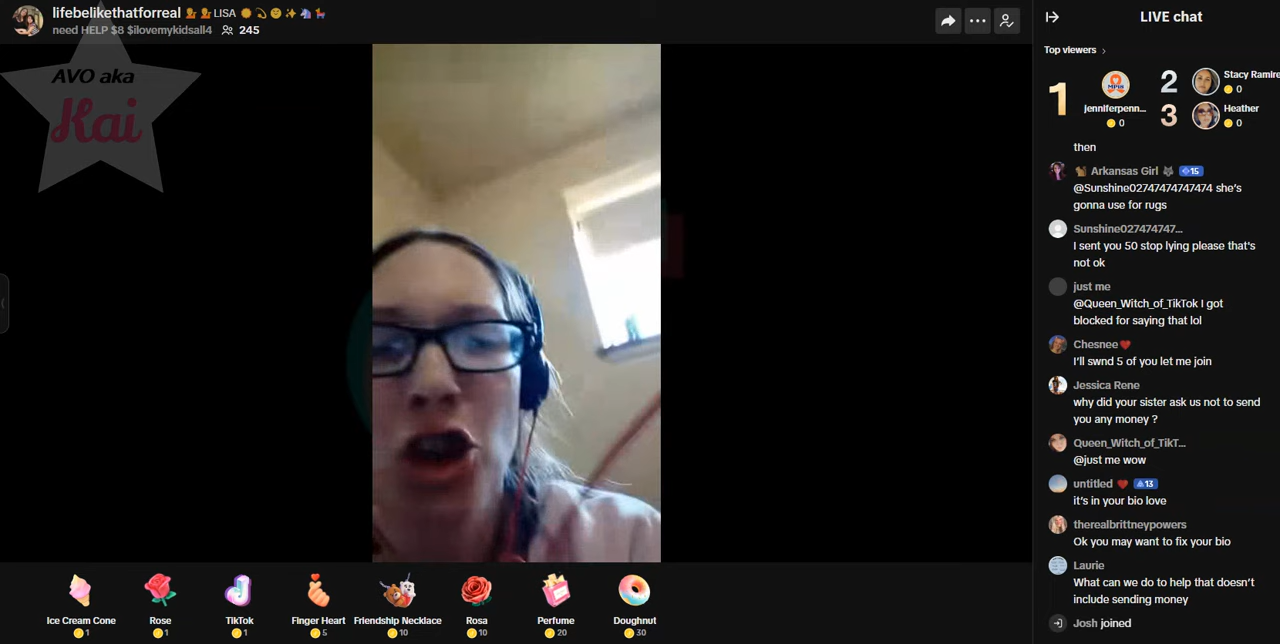 lifebelikethatforreal LISA
need HELP $8 $ilovemykidsall4 245
AVO aka
Kai
LIVE chat
Top viewers ›
1
jenniferpenn...
0
2
Stacy Ramire
0
3
Heather
0
then
Arkansas Girl 15
@Sunshine02747474747474 she's
gonna use for rugs
Sunshine027474747...
I sent you 50 stop lying please that's
not ok
just me
@Queen_Witch_of_TikTok I got
blocked for saying that lol
Chesnee
I'll swnd 5 of you let me join
Jessica Rene
why did your sister ask us not to send
you any money ?
Queen_Witch_of_TikT...
@just me wow
untitled 13
it's in your bio love
therealbrittneypowers
Ok you may want to fix your bio
Laurie
What can we do to help that doesn't
include sending money
Josh joined
Ice Cream Cone
1
Rose
1
TikTok
1
Finger Heart
5
Friendship Necklace
10
Rosa
10
Perfume
20
Doughnut
30